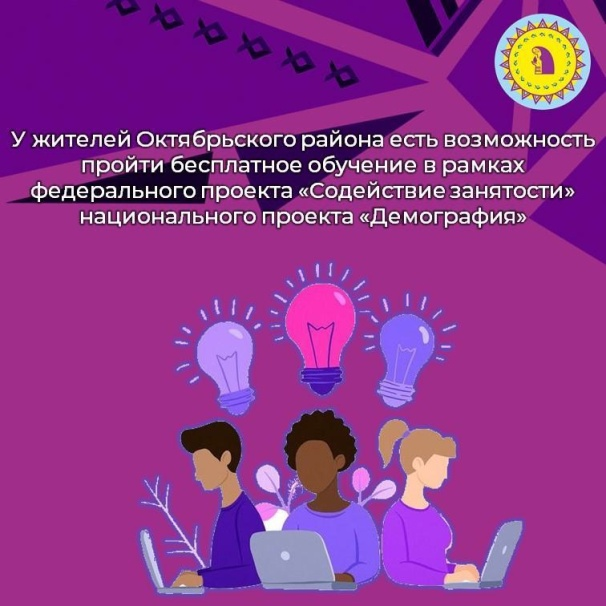 У жителей Октябрьского района есть возможность
пройти бесплатное обучение в рамках
федерального проекта «Содействие занятости»
национального проекта «Демография»